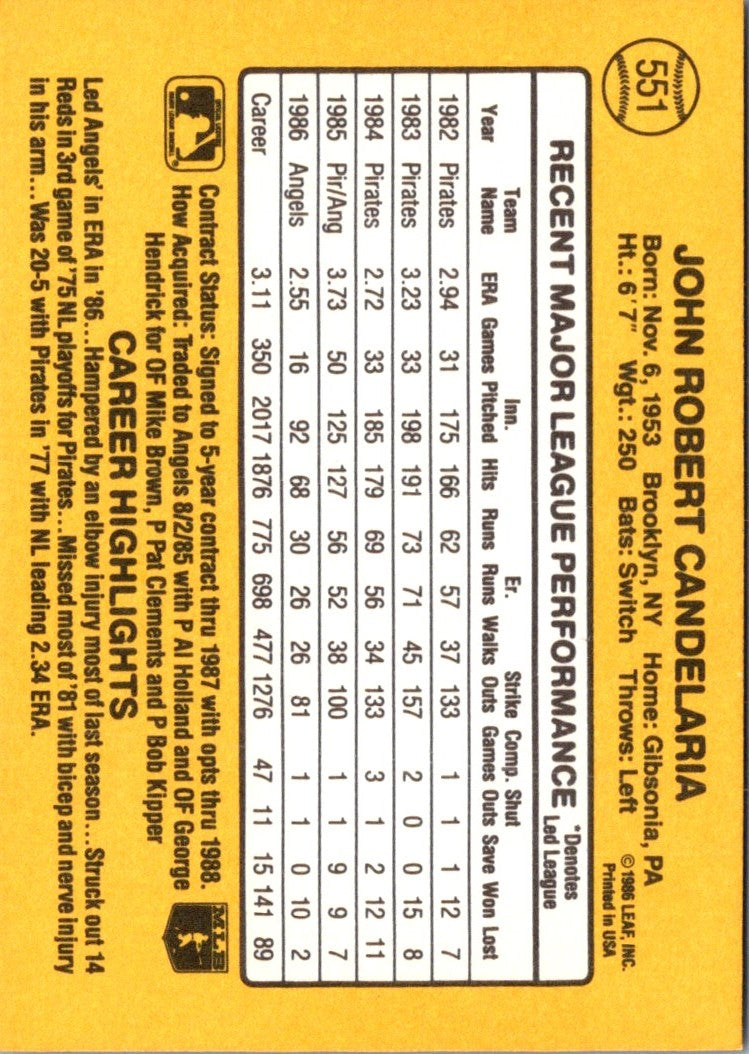 551
JOHN ROBERT CANDELARIA
Born: Nov. 6, 1953 Brooklyn, NY Home: Gibsonia, PA
Ht.: 6'7" Wgt.: 250 Bats: Switch Throws: Left
©1986 LEAF, INC.
Printed in USA
RECENT MAJOR LEAGUE PERFORMANCE *Denotes Led League
Year Team Name ERA Games Inn. Pitched Hits Runs Er. Runs Walks Strike Outs Comp. Games Shut Outs Save Won Lost
1982 Pirates 2.94 31 175 166 62 57 37 133 1 1 1 12 7
1983 Pirates 3.23 33 198 191 73 71 45 157 2 0 0 15 8
1984 Pirates 2.72 33 185 179 69 56 34 133 3 1 2 12 11
1985 Pir/Ang 3.73 50 125 127 56 52 38 100 1 1 9 9 7
1986 Angels 2.55 16 92 68 30 26 26 81 1 1 0 10 2
Career 3.11 350 2017 1876 775 698 477 1276 47 11 15 141 89
Contract Status: Signed to 5-year contract thru 1987 with opts thru 1988.
How Acquired: Traded to Angels 8/2/85 with P Al Holland and OF George
Hendrick for OF Mike Brown, P Pat Clements and P Bob Kipper
MLB
CAREER HIGHLIGHTS
Led Angels' in ERA in '86...Hampered by an elbow injury most of last season...Struck out 14
Reds in 3rd game of '75 NL playoffs for Pirates...Missed most of '81 with bicep and nerve injury
in his arm...Was 20-5 with Pirates in '77 with NL leading 2.34 ERA.